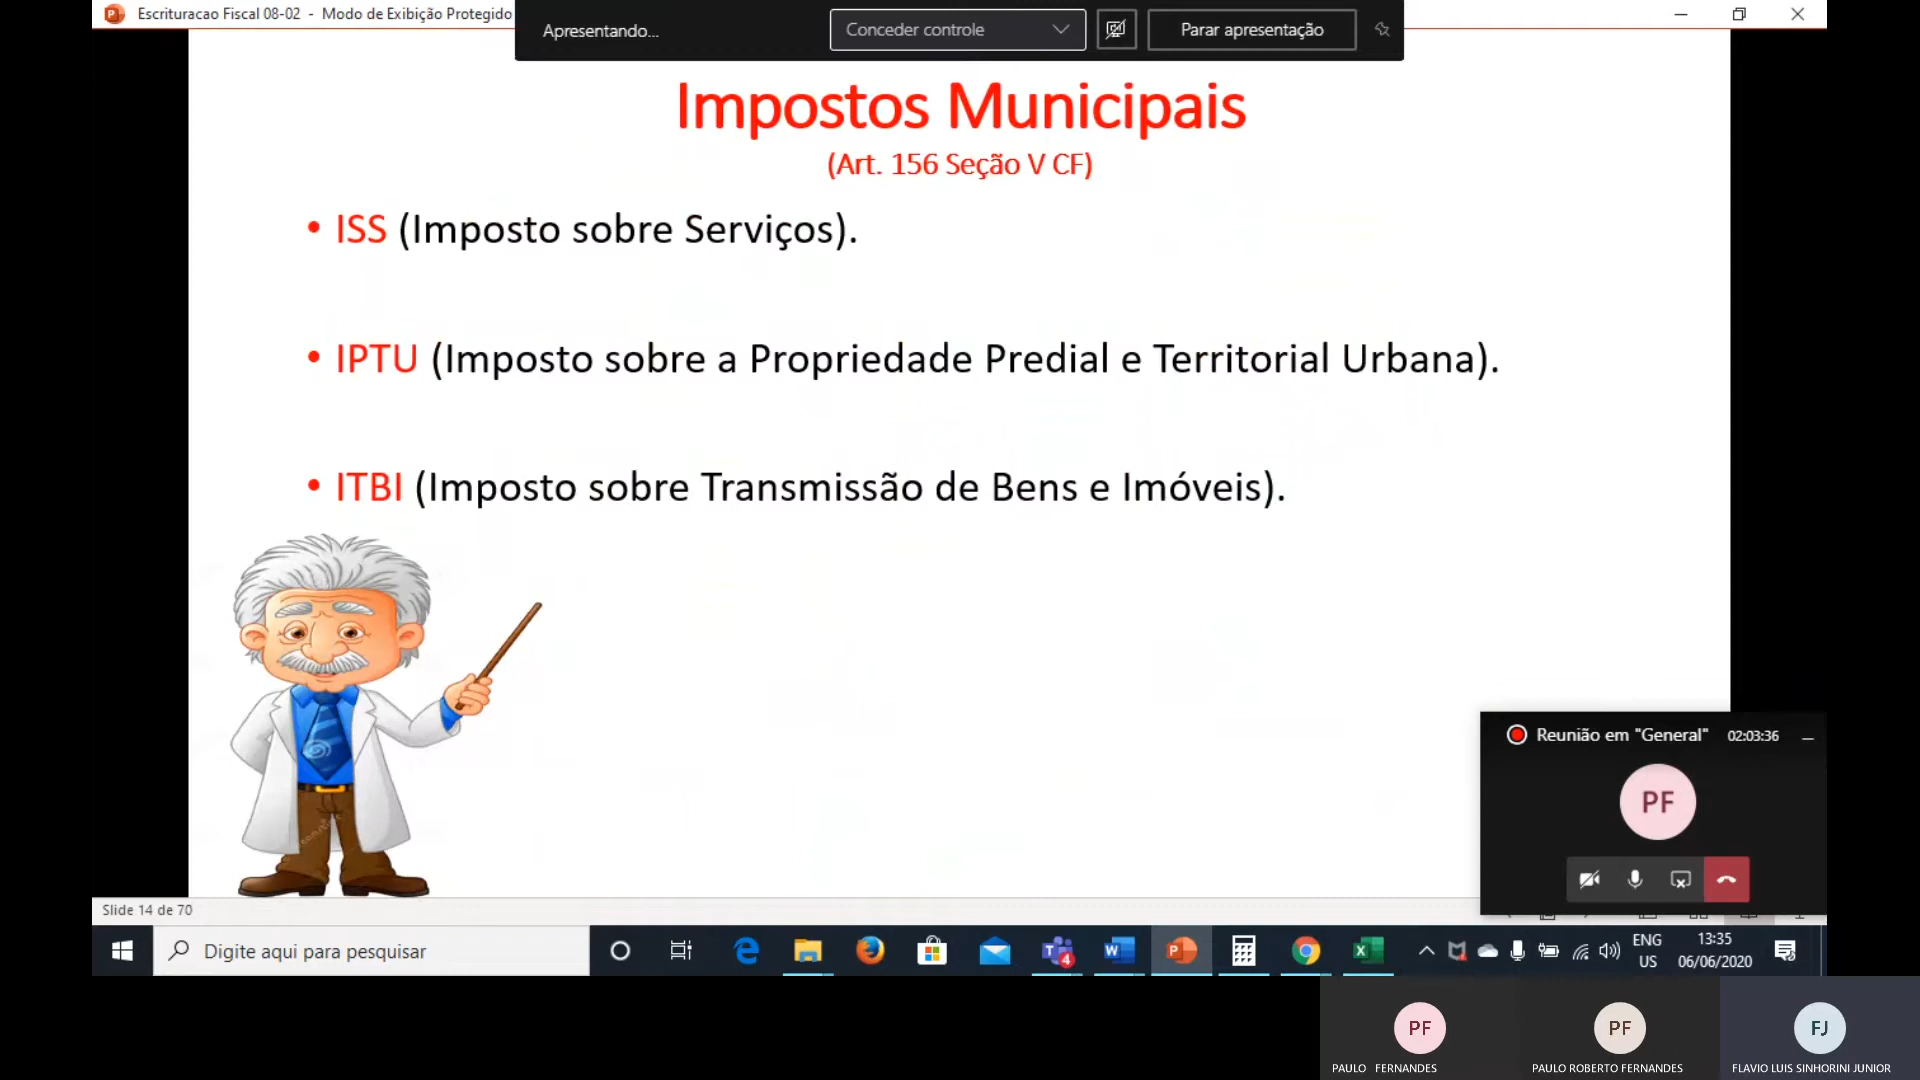 Escrituracao Fiscal 08-02 - Modo de Exibição Protegido
Apresentando...
Conceder controle
Parar apresentação
Impostos Municipais
(Art. 156 Seção V CF)
• ISS (Imposto sobre Serviços).
• IPTU (Imposto sobre a Propriedade Predial e Territorial Urbana).
• ITBI (Imposto sobre Transmissão de Bens e Imóveis).
Reunião em "General" 02:03:36
PF
Slide 14 de 70
Digite aqui para pesquisar
4
ENG
US
13:35
06/06/2020
PF
PAULO FERNANDES
PF
PAULO ROBERTO FERNANDES
FJ
FLAVIO LUIS SINHORINI JUNIOR